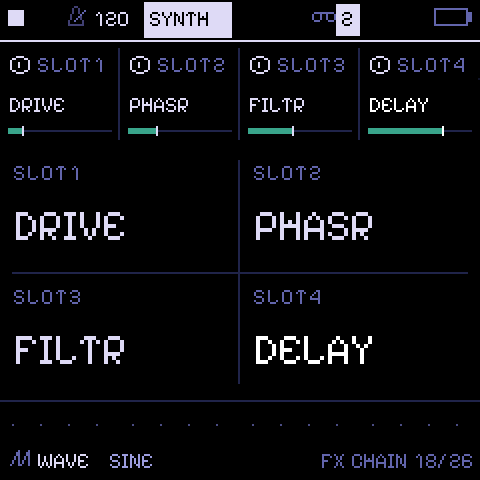 120 SYNTH 2
SLOT1 SLOT2 SLOT3 SLOT4
DRIVE PHASR FILTR DELAY
SLOT1 SLOT2
DRIVE PHASR
SLOT3 SLOT4
FILTR DELAY
WAVE SINE FX CHAIN 18/26